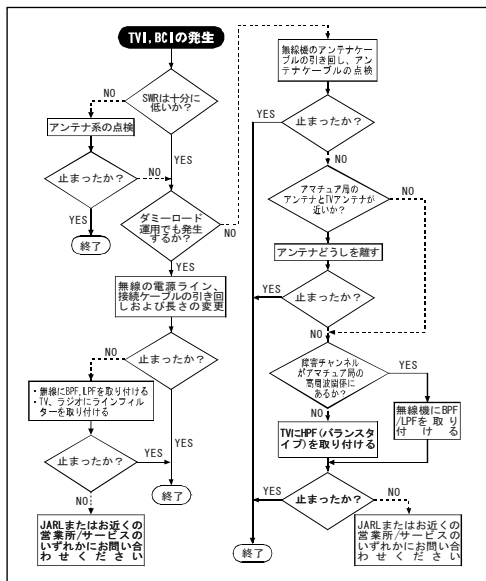 TVI,BCIの発生
SWRは十分に
低いか?
NO
YES
アンテナ系の点検
止まったか?
NO
YES
終了
ダミーロード
運用でも発生
するか?
NO
YES
無線の電源ライン、
接続ケーブルの引き回
しおよび長さの変更
止まったか?
NO
YES
・無線にBPF,LPFを取り付ける
・TV、ラジオにラインフィル
ターを取り付ける
止まったか?
YES
NO
終了
JARLまたはお近くの
営業所/サービスの
いずれかにお問い合
わせください
無線機のアンテナケー
ブルの引き回し、アン
テナケーブルの点検
止まったか?
YES
NO
アマチュア局の
アンテナとTVアンテナが
近いか?
NO
YES
アンテナどうしを離す
止まったか?
YES
NO
障害チャンネル
がアマチュア局の
高周波関係に
あるか?
YES
NO
無線機にBPF
/LPFを取り
付ける
TVにHPF(バランスタ
イプ)を取り付ける
止まったか?
YES
NO
終了
JARLまたはお近くの
営業所/サービスの
いずれかにお問い合
わせください